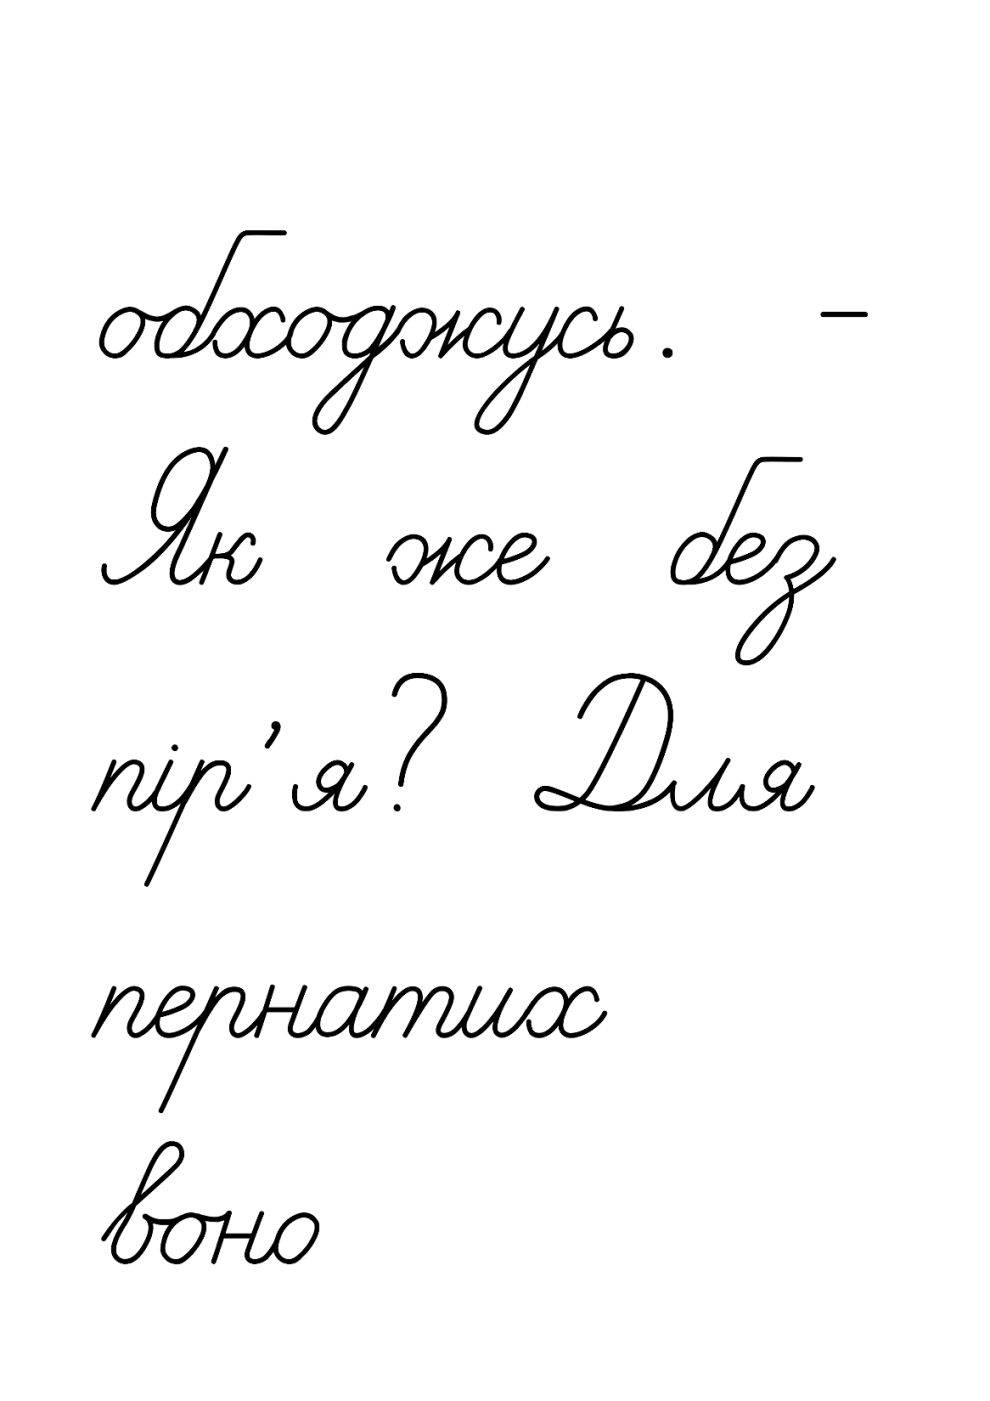 обходжусь. –
Як же без
пір'я? Для
пернатих
воно